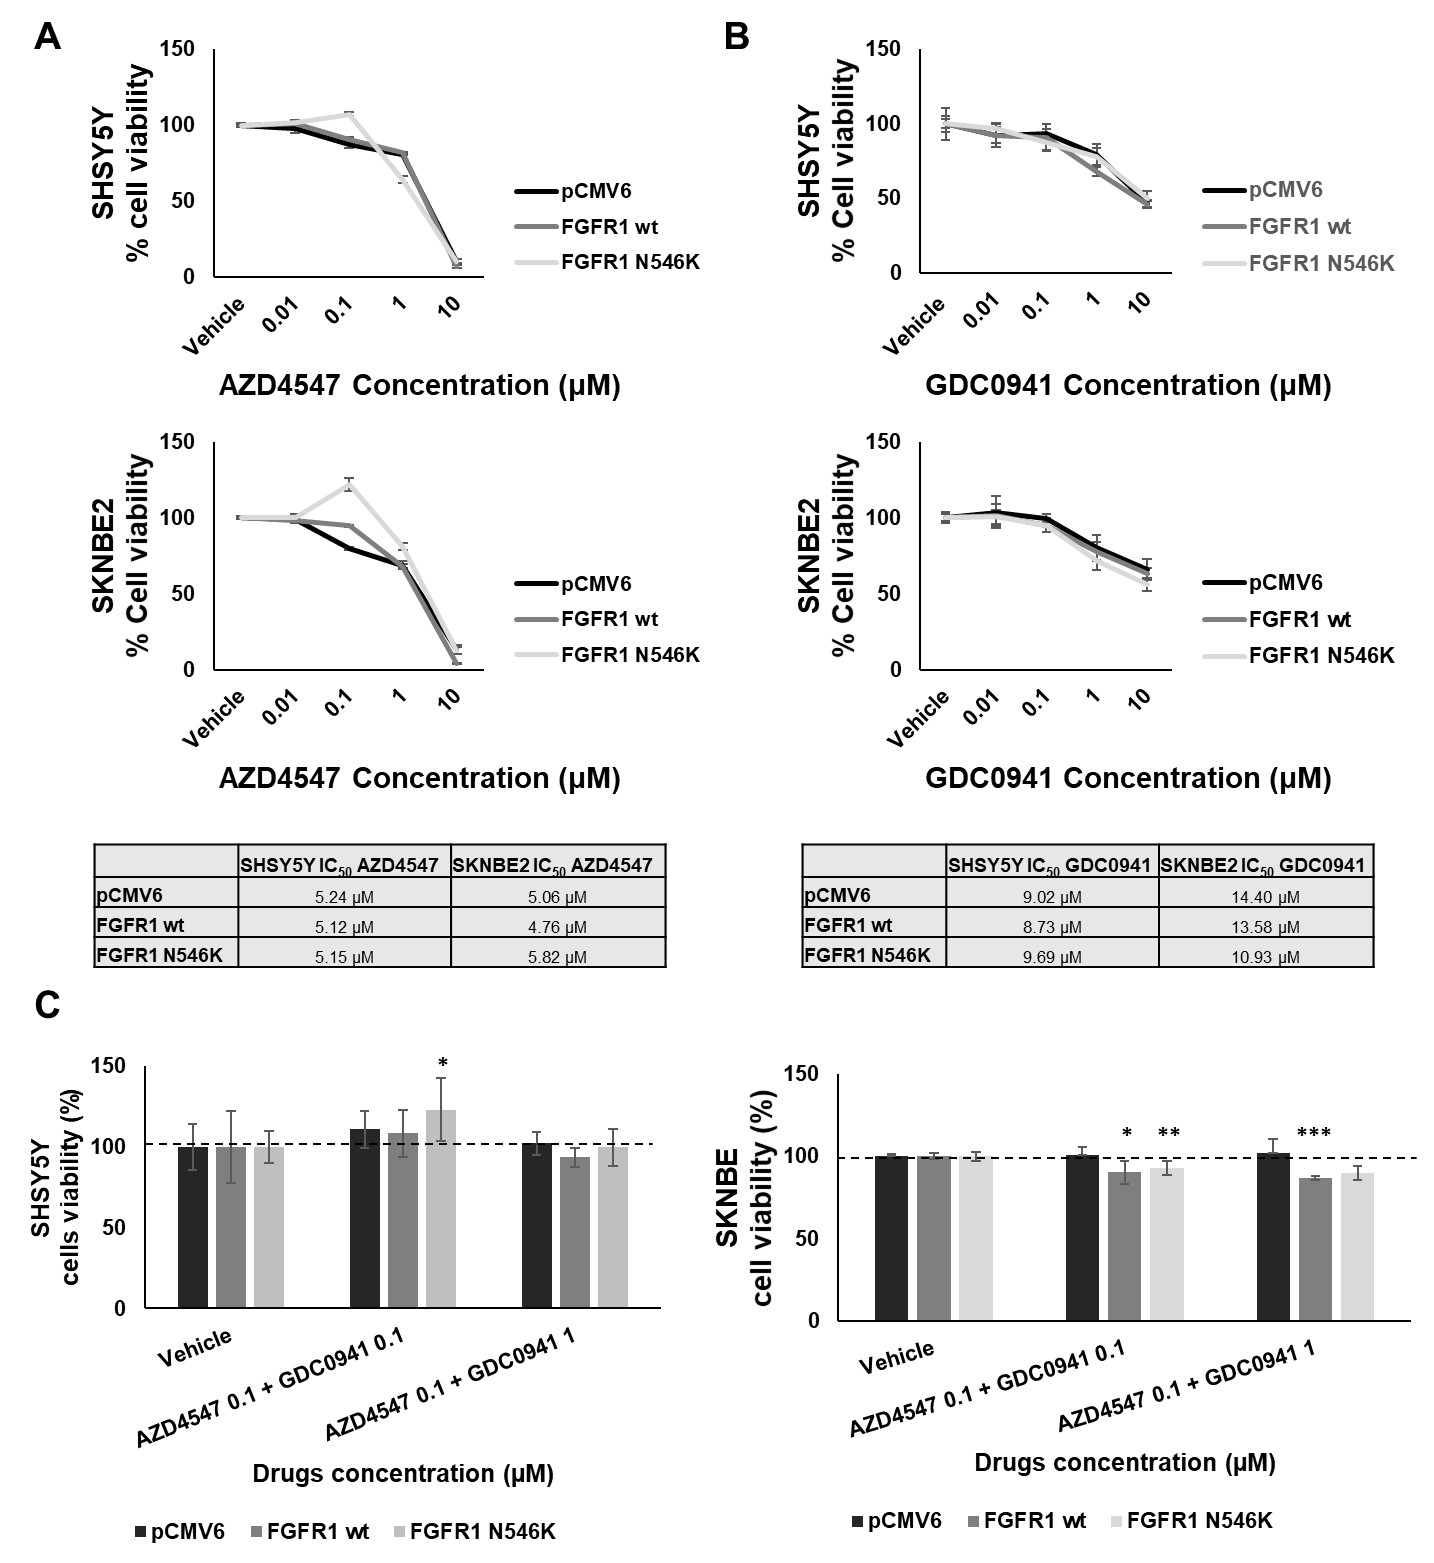 A
150
100
50
0
SHSY5Y
% cell viability
pCMV6
FGFR1 wt
FGFR1 N546K
Vehicle
0.01
0.1
1
10
AZD4547 Concentration (µM)
150
100
50
0
SKNBE2
% Cell viability
pCMV6
FGFR1 wt
FGFR1 N546K
Vehicle
0.01
0.1
1
10
AZD4547 Concentration (µM)
SHSY5Y IC50 AZD4547 SKNBE2 IC50 AZD4547
pCMV6 5.24 µM 5.06 µM
FGFR1 wt 5.12 µM 4.76 µM
FGFR1 N546K 5.15 µM 5.82 µM
B
150
100
50
0
SHSY5Y
% Cell viability
pCMV6
FGFR1 wt
FGFR1 N546K
Vehicle
0.01
0.1
1
10
GDC0941 Concentration (µM)
150
100
50
0
SKNBE2
% Cell viability
pCMV6
FGFR1 wt
FGFR1 N546K
Vehicle
0.01
0.1
1
10
GDC0941 Concentration (µM)
SHSY5Y IC50 GDC0941 SKNBE2 IC50 GDC0941
pCMV6 9.02 µM 14.40 µM
FGFR1 wt 8.73 µM 13.58 µM
FGFR1 N546K 9.69 µM 10.93 µM
C
150
100
50
0
SHSY5Y
cells viability (%)
*
Vehicle
AZD4547 0.1 + GDC0941 0.1
AZD4547 0.1 + GDC0941 1
Drugs concentration (µM)
pCMV6 FGFR1 wt FGFR1 N546K
150
100
50
0
SKNBE
cell viability (%)
* ** ***
Vehicle
AZD4547 0.1 + GDC0941 0.1
AZD4547 0.1 + GDC0941 1
Drugs concentration (µM)
pCMV6 FGFR1 wt FGFR1 N546K